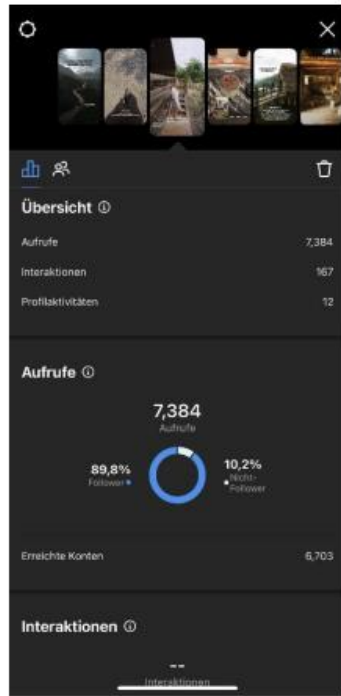 Übersicht
Aufrufe 7,384
Interaktionen 167
Profilaktivitäten 12
Aufrufe
7,384
Aufrufe
89,8%
Follower
10,2%
Nicht-
Follower
Erreichte Konten 6,703
Interaktionen
--
Interaktionen